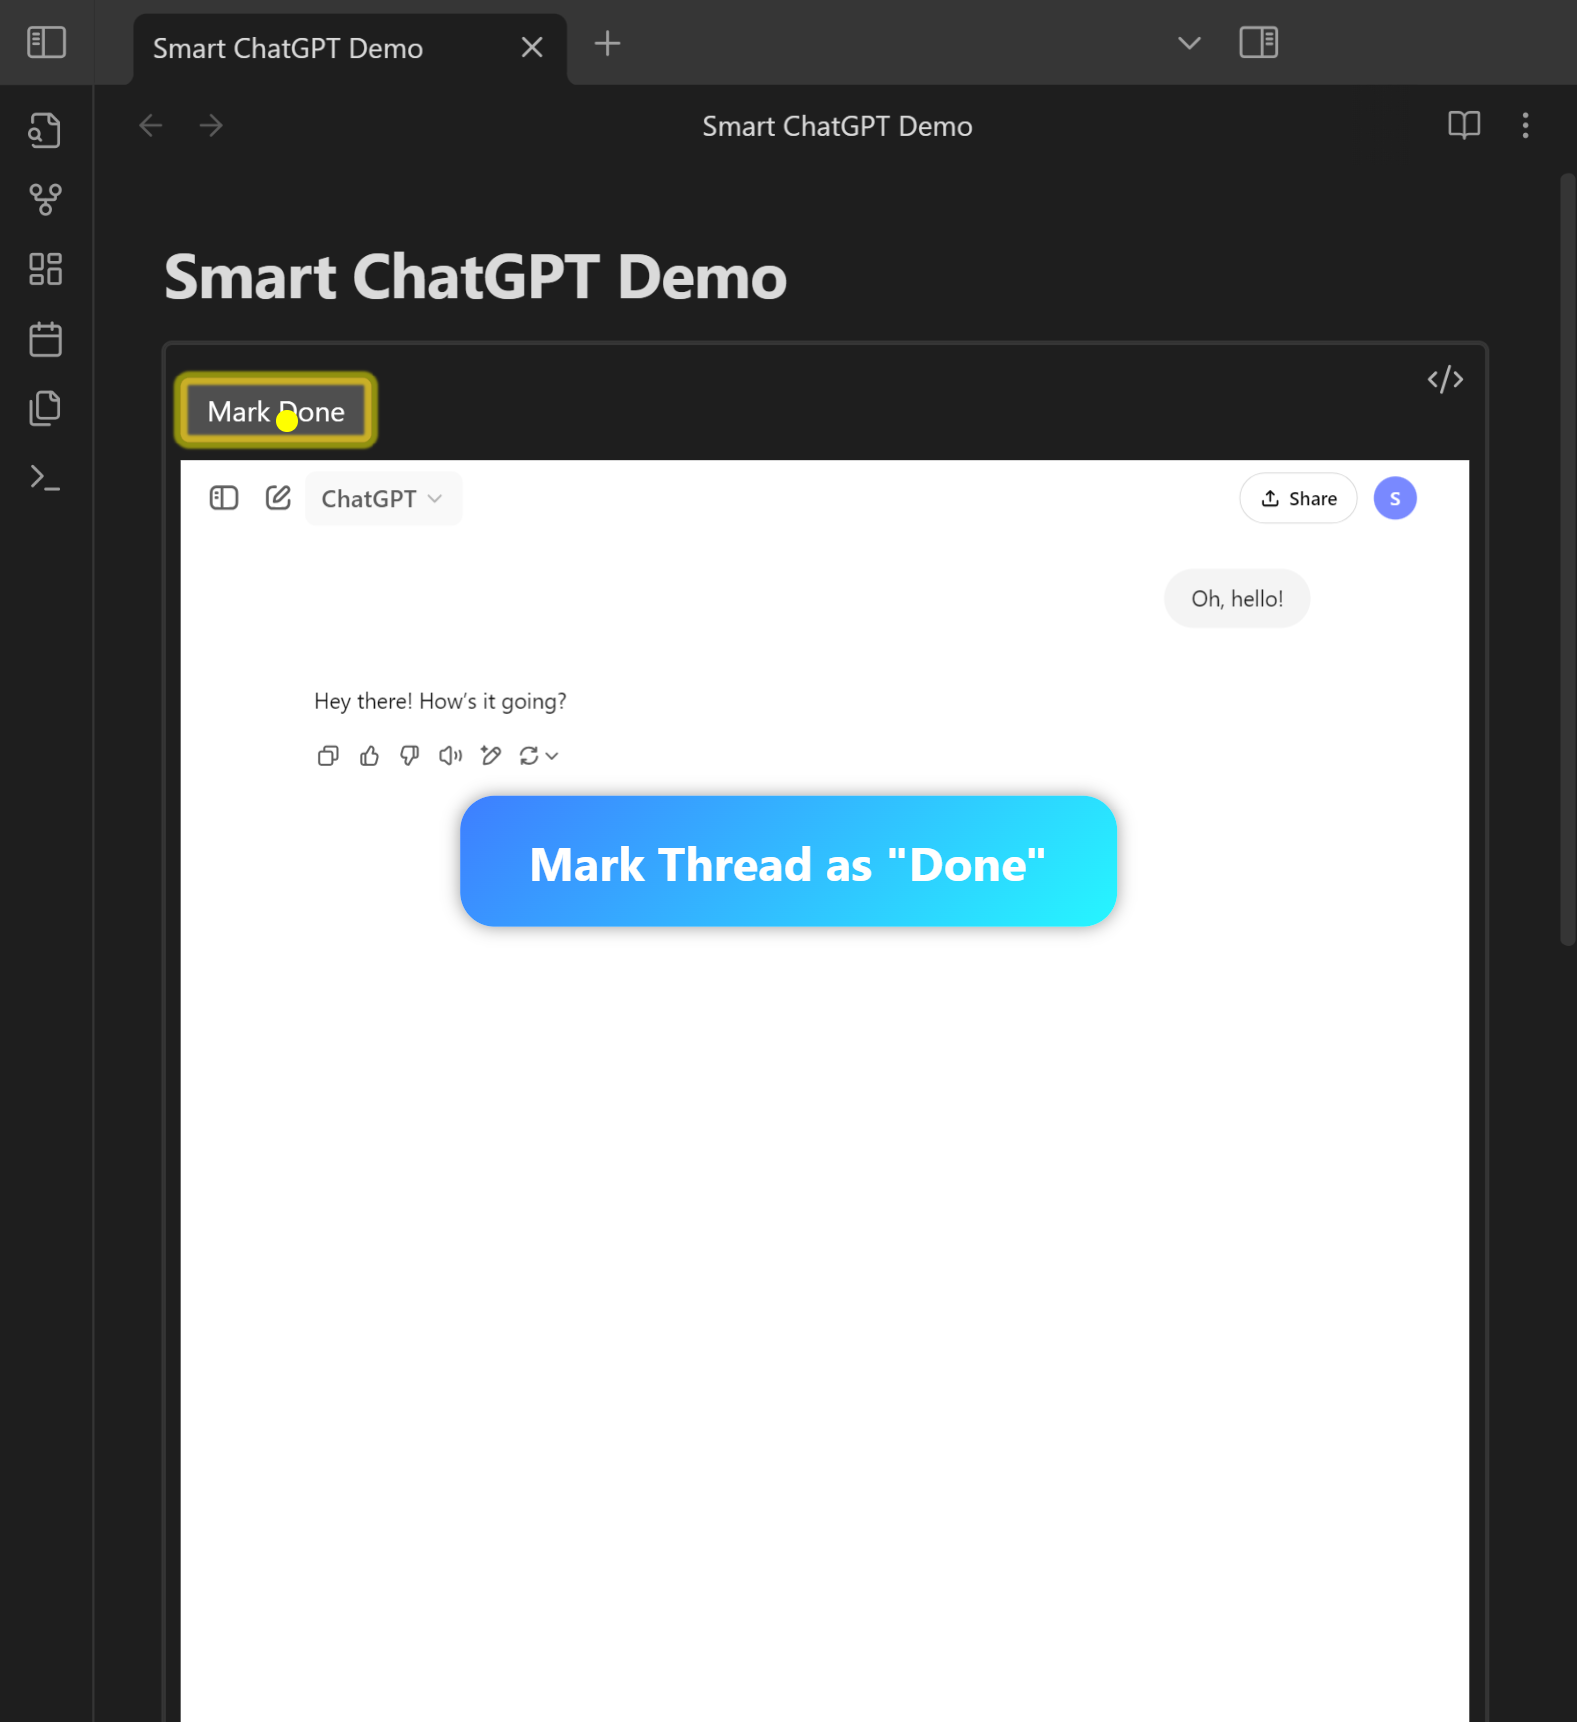 Smart ChatGPT Demo
Smart ChatGPT Demo
Smart ChatGPT Demo
Mark Done
ChatGPT
Share
S
Oh, hello!
Hey there! How’s it going?
Mark Thread as "Done"